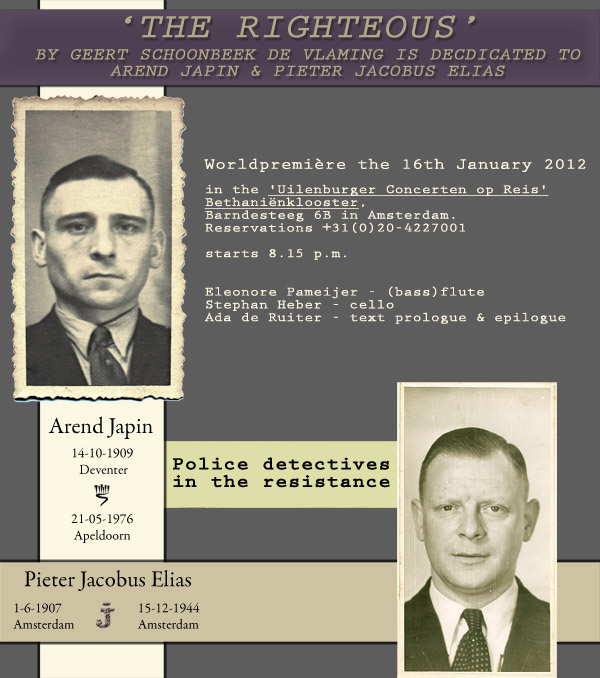 ‘THE RIGHTEOUS’
BY GEERT SCHOONBEEK DE VLAMING IS DECDICATED TO
AREND JAPIN & PIETER JACOBUS ELIAS
Worldpremière the 16th January 2012
in the 'Uilenburger Concerten op Reis'
Bethaniënklooster,
Barndesteeg 6B in Amsterdam.
Reservations +31(0)20-4227001
starts 8.15 p.m.
Eleonore Pameijer - (bass)flute
Stephan Heber - cello
Ada de Ruiter - text prologue & epilogue
Arend Japin
14-10-1909
Deventer
21-05-1976
Apeldoorn
Police detectives
in the resistance
Pieter Jacobus Elias
1-6-1907
Amsterdam
15-12-1944
Amsterdam